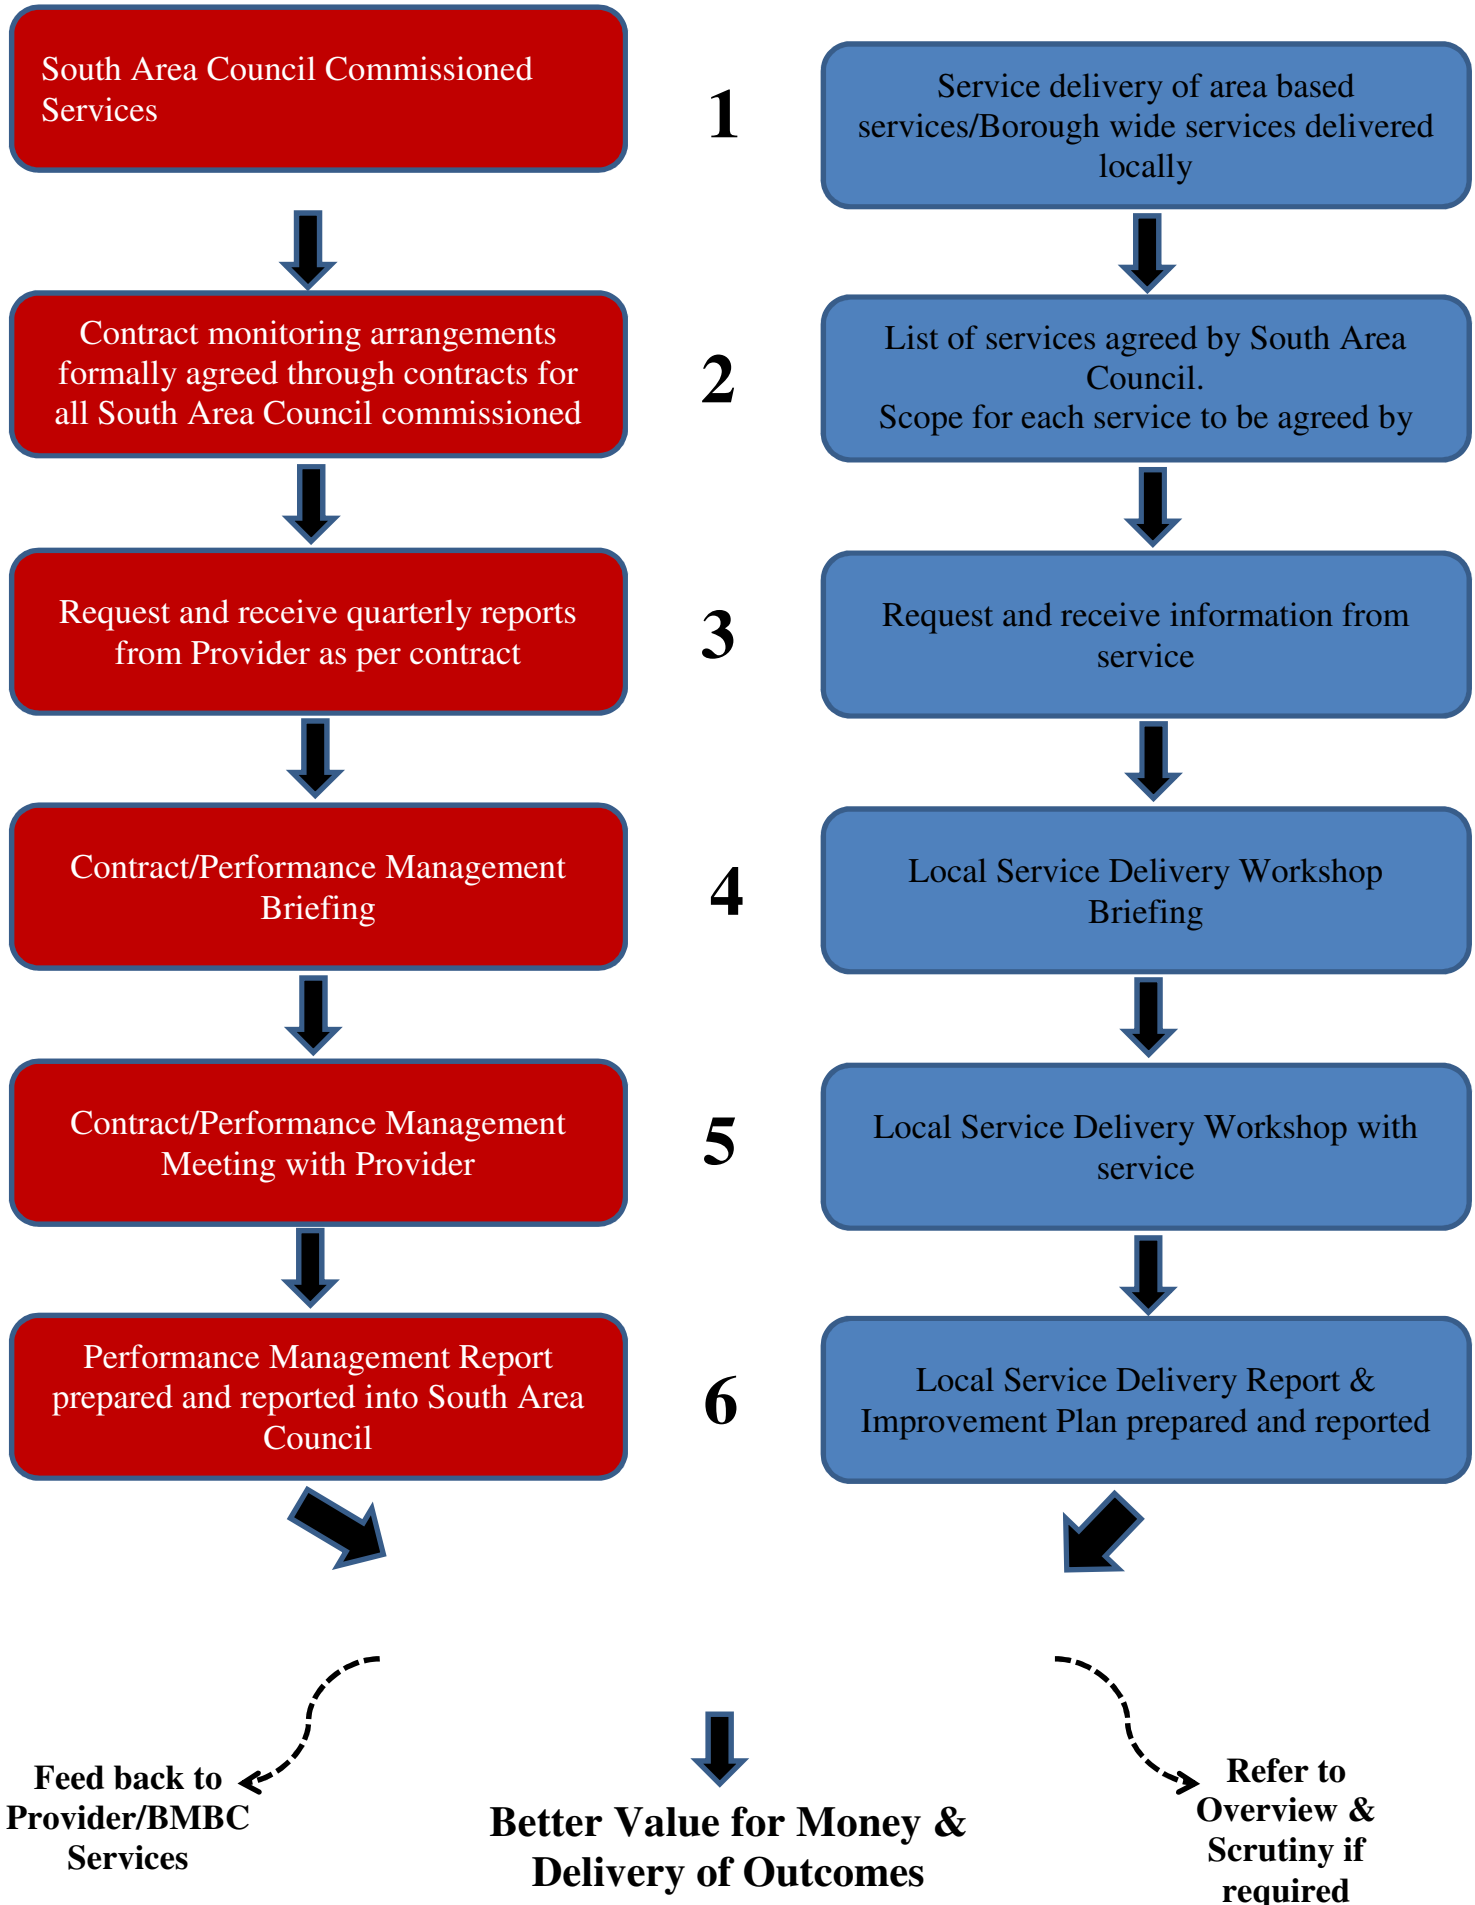 South Area Council Commissioned
Services
1
Service delivery of area based
services/Borough wide services delivered
locally
Contract monitoring arrangements
formally agreed through contracts for
all South Area Council commissioned
2
List of services agreed by South Area
Council.
Scope for each service to be agreed by
Request and receive quarterly reports
from Provider as per contract
3
Request and receive information from
service
Contract/Performance Management
Briefing
4
Local Service Delivery Workshop
Briefing
Contract/Performance Management
Meeting with Provider
5
Local Service Delivery Workshop with
service
Performance Management Report
prepared and reported into South Area
Council
6
Local Service Delivery Report &
Improvement Plan prepared and reported
Feed back to
Provider/BMBC
Services
Better Value for Money &
Delivery of Outcomes
Refer to
Overview &
Scrutiny if
required